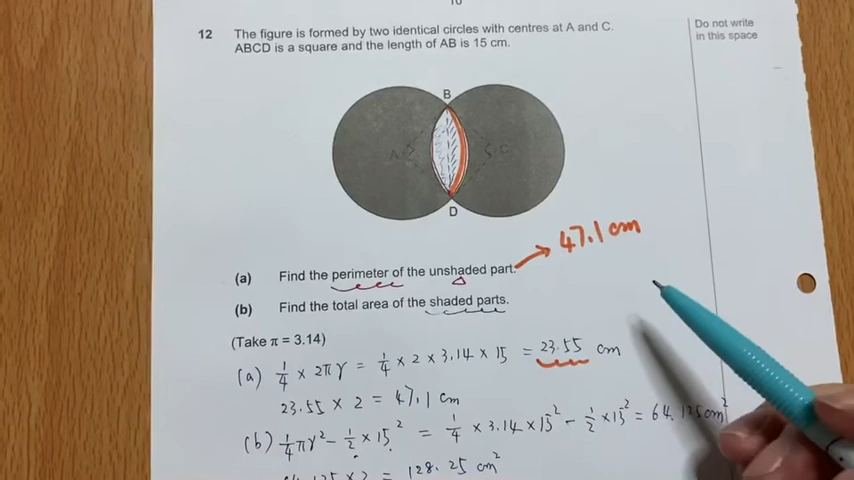 12 The figure is formed by two identical circles with centres at A and C.
ABCD is a square and the length of AB is 15 cm.
Do not write
in this space
B
A
C
D
47.1 cm
(a) Find the perimeter of the unshaded part.
(b) Find the total area of the shaded parts.
(Take π = 3.14)
(a) 1/4 × 2πr = 1/4 × 2 × 3.14 × 15 = 23.55 cm
23.55 × 2 = 47.1 cm
(b) 1/4 πr² − 1/2 × 15² = 1/4 × 3.14 × 15² − 1/2 × 15² = 64.125 cm²
× 2 = 128.25 cm²